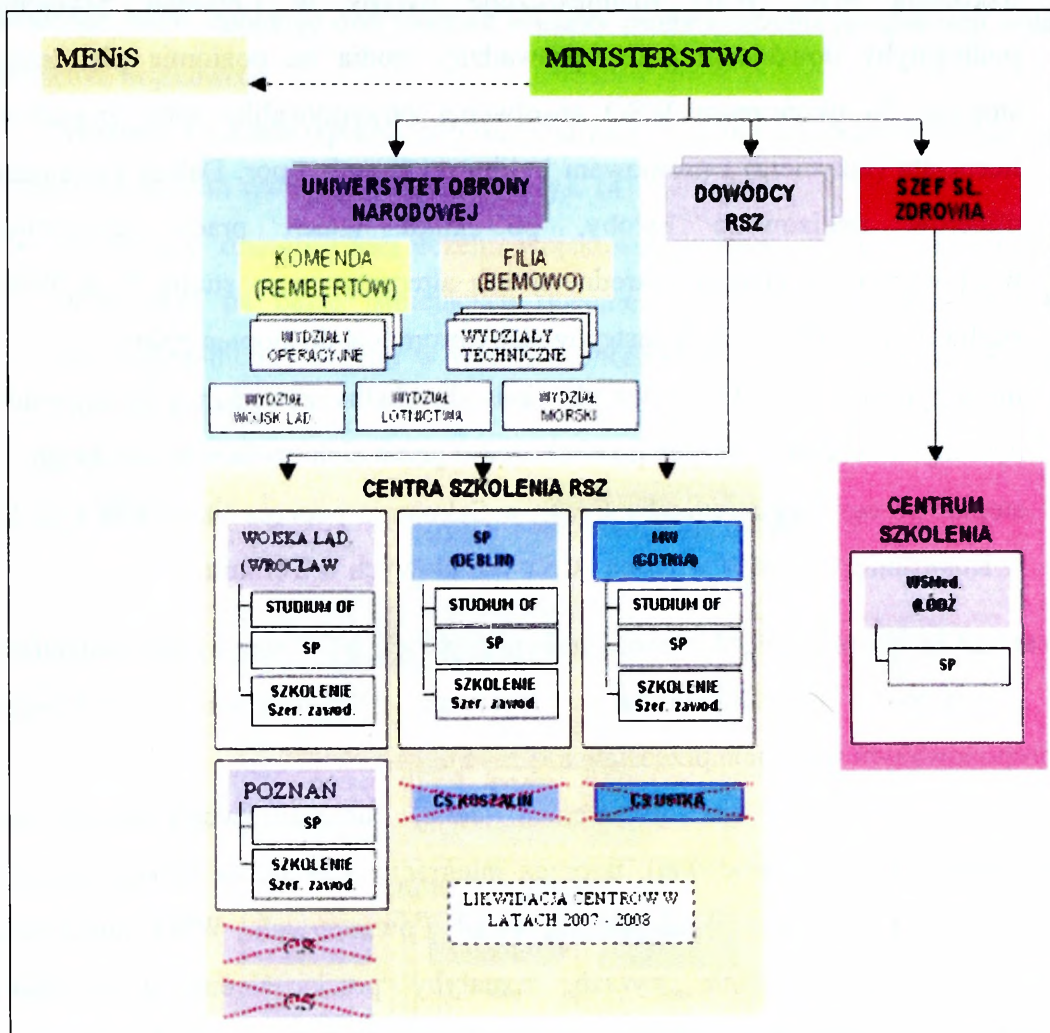 MENiS
MINISTERSTWO
UNIWERSYTET OBRONY
NARODOWEJ
DOWÓDCY
RSZ
SZEF SŁ.
ZDROWIA
KOMENDA
(REMBERTÓW)
FILIA
(BEMOWO)
WYDZIAŁY
OPERACYJNE
WYDZIAŁY
TECHNICZNE
WYDZIAŁ
WOJSK LĄD.
WYDZIAŁ
LOTNICTWA
WYDZIAŁ
MORSKI
CENTRA SZKOLENIA RSZ
WOJSKA LĄD.
(WROCŁAW
STUDIUM OF
SP
SZKOLENIE
Szer. zawod.
SP
(DĘBLIN)
STUDIUM OF
SP
SZKOLENIE
Szer. zawod.
MW
(GDYNIA)
STUDIUM OF
SP
SZKOLENIE
Szer. zawod.
CENTRUM
SZKOLENIA
WSMed.
ŁÓDŹ
SP
POZNAŃ
SP
SZKOLENIE
Szer. zawod.
CS KOSZALIN
CS USTKA
CS
CS
LIKWIDACJA CENTRÓW W
LATACH 2007 - 2008